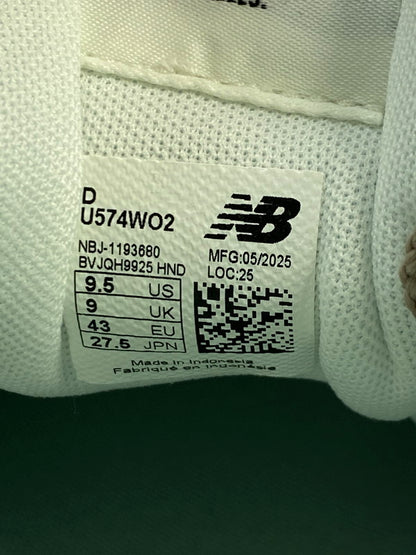 D
U574WO2
NB
NBJ-1193680
BVJQH9925 HND
MFG:05/2025
LOC:25
9.5 US
9 UK
43 EU
27.5 JPN
Made in Indonesia
Fabriqué en Indonésie